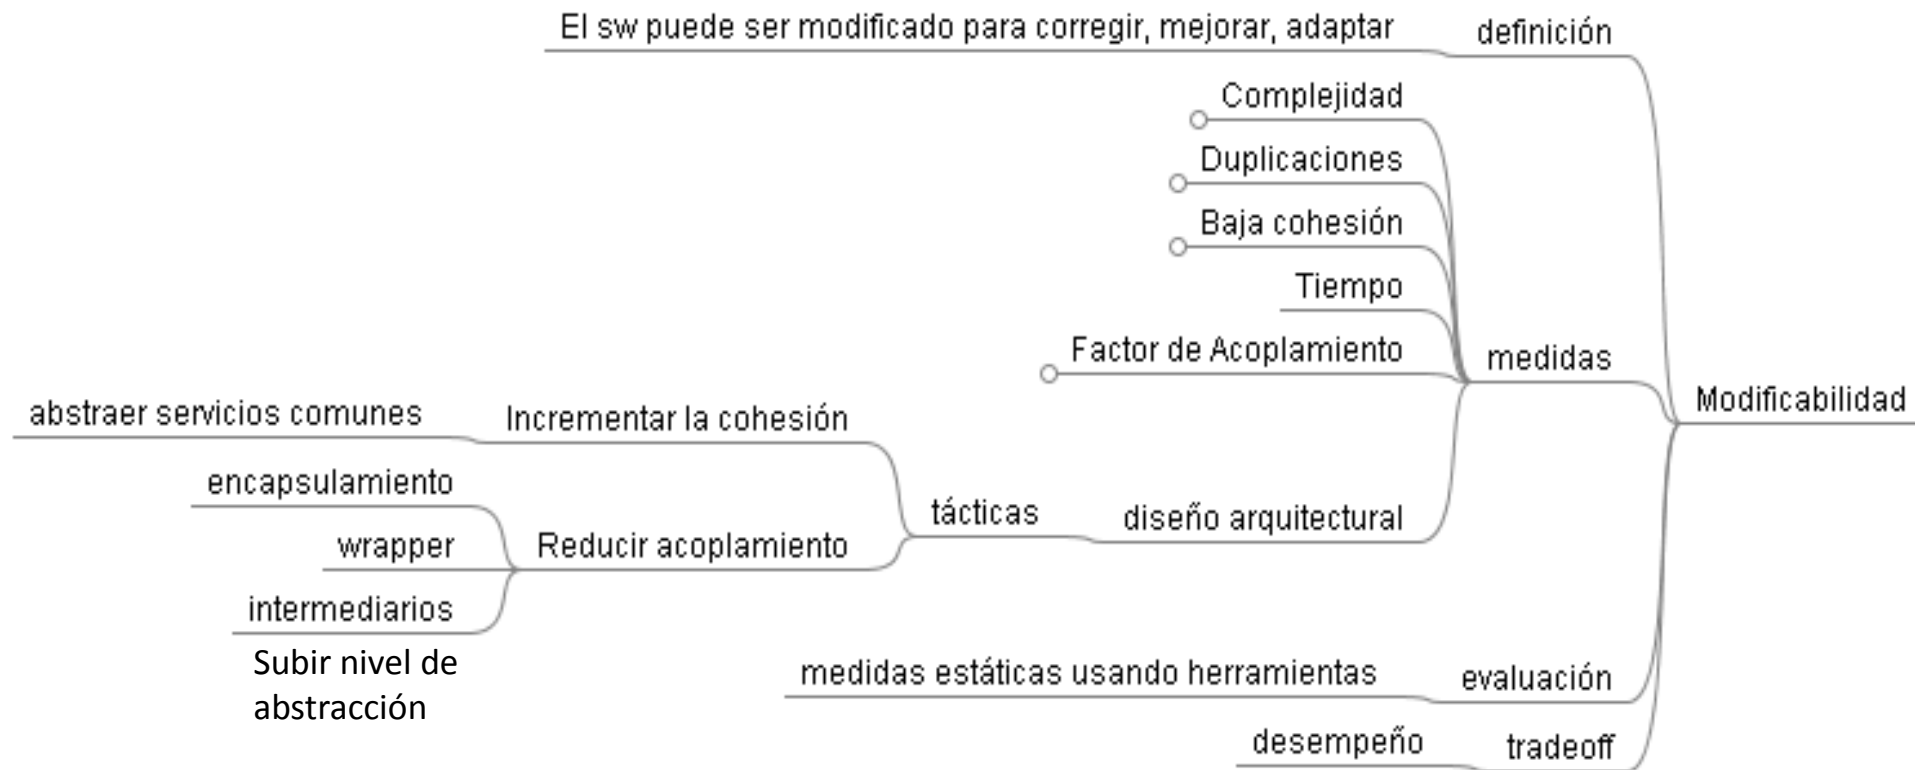 El sw puede ser modificado para corregir, mejorar, adaptar
definición
Complejidad
Duplicaciones
Baja cohesión
Tiempo
Factor de Acoplamiento
medidas
Modificabilidad
abstraer servicios comunes
Incrementar la cohesión
encapsulamiento
tácticas
diseño arquitectural
wrapper
Reducir acoplamiento
intermediarios
Subir nivel de
abstracción
medidas estáticas usando herramientas
evaluación
desempeño
tradeoff